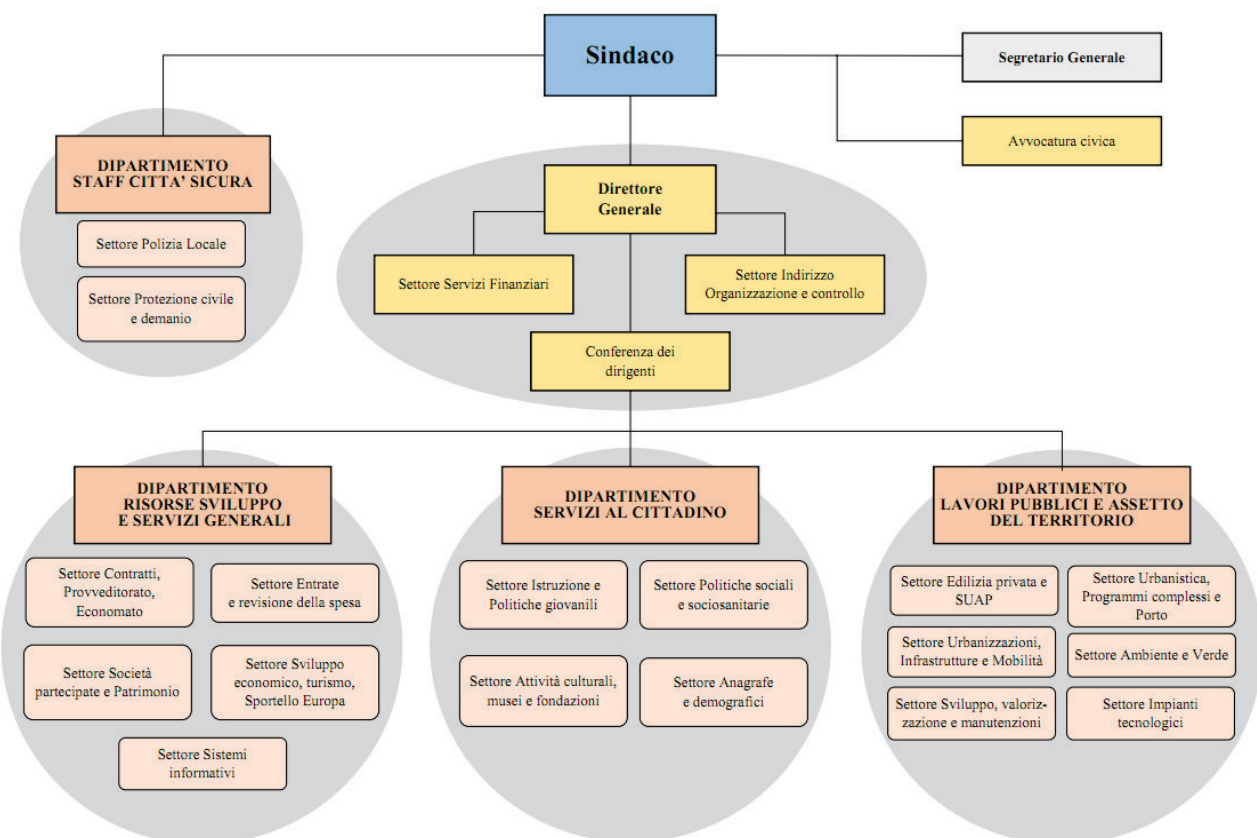 Sindaco
Segretario Generale
Avvocatura civica
DIPARTIMENTO
STAFF CITTA' SICURA
Settore Polizia Locale
Settore Protezione civile
e demanio
Direttore
Generale
Settore Servizi Finanziari
Settore Indirizzo
Organizzazione e controllo
Conferenza dei
dirigenti
DIPARTIMENTO
RISORSE SVILUPPO
E SERVIZI GENERALI
Settore Contratti,
Provveditorato,
Economato
Settore Entrate
e revisione della spesa
Settore Società
partecipate e Patrimonio
Settore Sviluppo
economico, turismo,
Sportello Europa
Settore Sistemi
informativi
DIPARTIMENTO
SERVIZI AL CITTADINO
Settore Istruzione e
Politiche giovanili
Settore Politiche sociali
e sociosanitarie
Settore Attività culturali,
musei e fondazioni
Settore Anagrafe
e demografici
DIPARTIMENTO
LAVORI PUBBLICI E ASSETTO
DEL TERRITORIO
Settore Edilizia privata e
SUAP
Settore Urbanistica,
Programmi complessi e
Porto
Settore Urbanizzazioni,
Infrastrutture e Mobilità
Settore Ambiente e Verde
Settore Sviluppo, valoriz-
zazione e manutenzioni
Settore Impianti
tecnologici